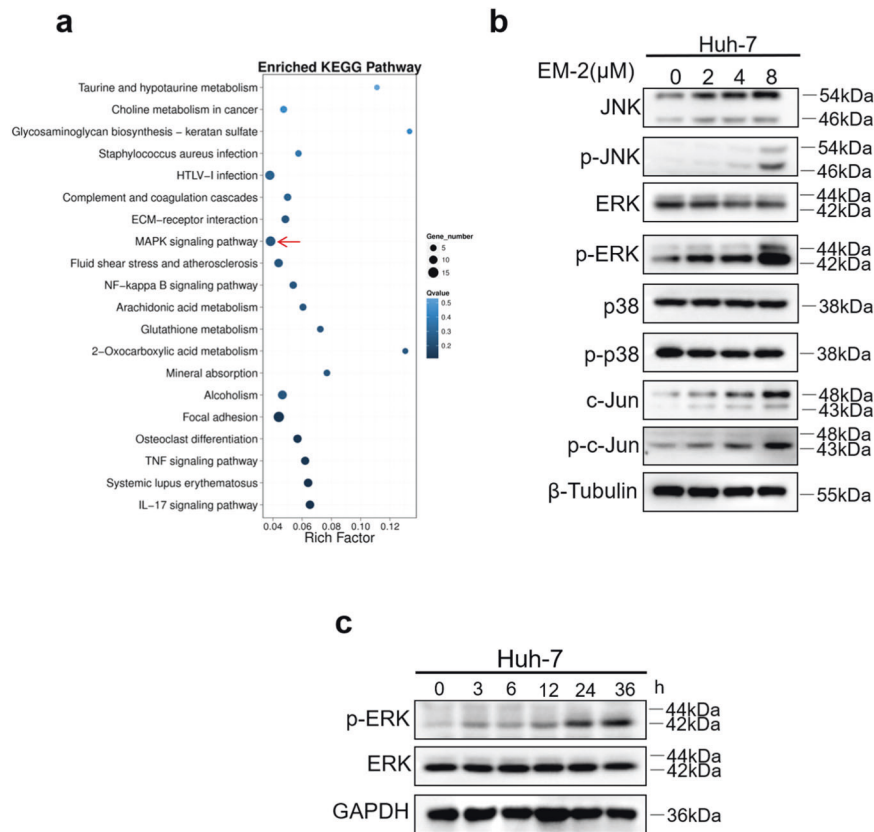 a
Enriched KEGG Pathway
Taurine and hypotaurine metabolism
Choline metabolism in cancer
Glycosaminoglycan biosynthesis − keratan sulfate
Staphylococcus aureus infection
HTLV−I infection
Complement and coagulation cascades
ECM−receptor interaction
MAPK signaling pathway
Fluid shear stress and atherosclerosis
NF−kappa B signaling pathway
Arachidonic acid metabolism
Glutathione metabolism
2−Oxocarboxylic acid metabolism
Mineral absorption
Alcoholism
Focal adhesion
Osteoclast differentiation
TNF signaling pathway
Systemic lupus erythematosus
IL−17 signaling pathway
0.04 0.06 0.08 0.10 0.12
Rich Factor
Gene_number
5
10
15
Qvalue
0.5
0.4
0.3
0.2
b
Huh-7
EM-2(μM) 0 2 4 8
JNK 54kDa
46kDa
p-JNK 54kDa
46kDa
ERK 44kDa
42kDa
p-ERK 44kDa
42kDa
p38 38kDa
p-p38 38kDa
c-Jun 48kDa
43kDa
p-c-Jun 48kDa
43kDa
β-Tubulin 55kDa
c
Huh-7
0 3 6 12 24 36 h
p-ERK 44kDa
42kDa
ERK 44kDa
42kDa
GAPDH 36kDa